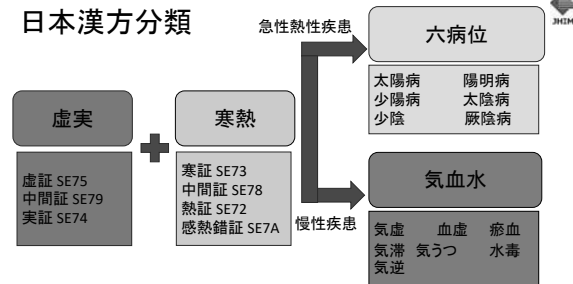 日本漢方分類
JHIM
急性熱性疾患
六病位
太陽病 陽明病
少陽病 太陰病
少陰 厥陰病
虚実
寒熱
虚証 SE75
中間証 SE79
実証 SE74
寒証 SE73
中間証 SE78
熱証 SE72
感熱錯証 SE7A
気血水
慢性疾患
気虚 血虚 瘀血
気滞 気うつ 水毒
気逆